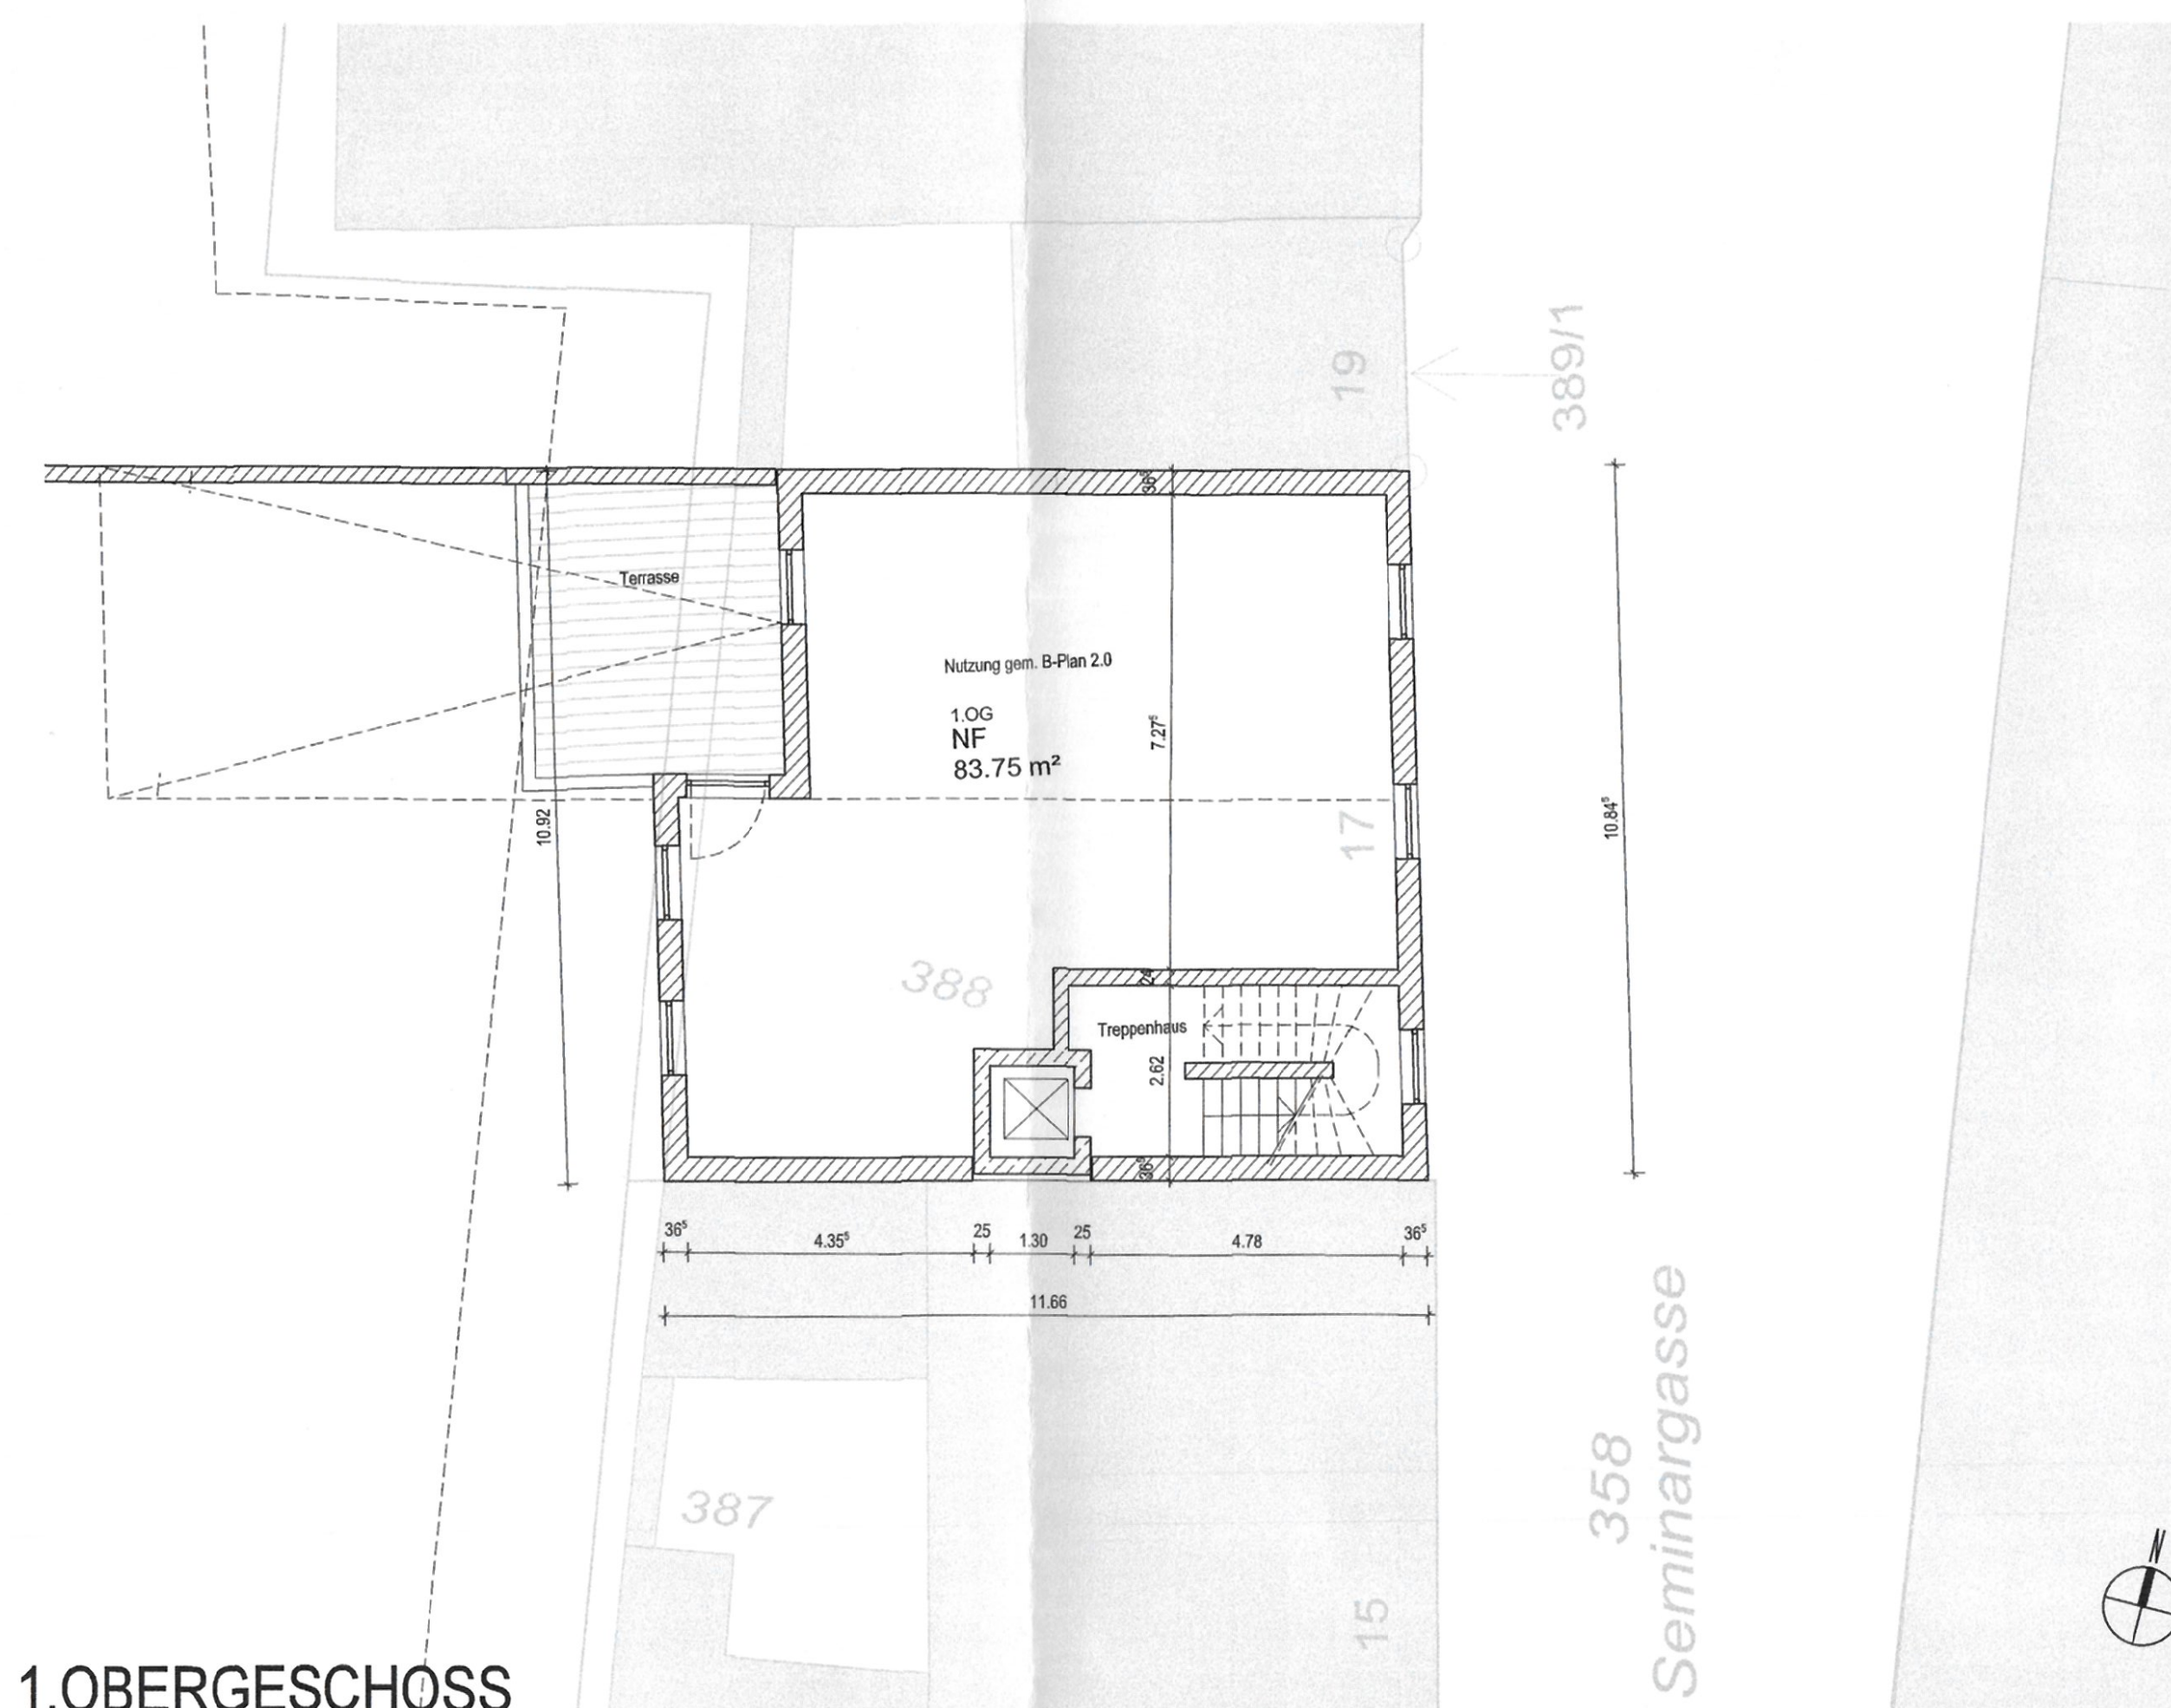 389/1
19
36⁵
Terrasse
Nutzung gem. B-Plan 2.0
1.OG
NF
83.75 m²
7.27⁵
10.92
17
10.84⁵
388
24
Treppenhaus
2.62
36⁵
36⁵
4.35⁵
25
1.30
25
4.78
36⁵
11.66
387
358
Seminargasse
15
N
1.OBERGESCHOSS